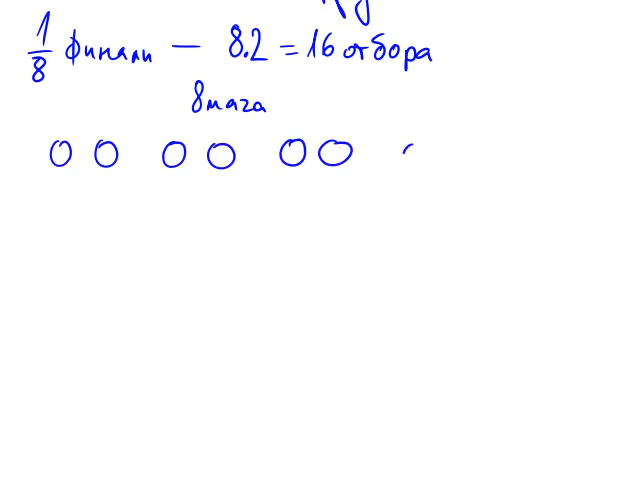 1/8 финали — 8.2 = 16 отбора
8 мача